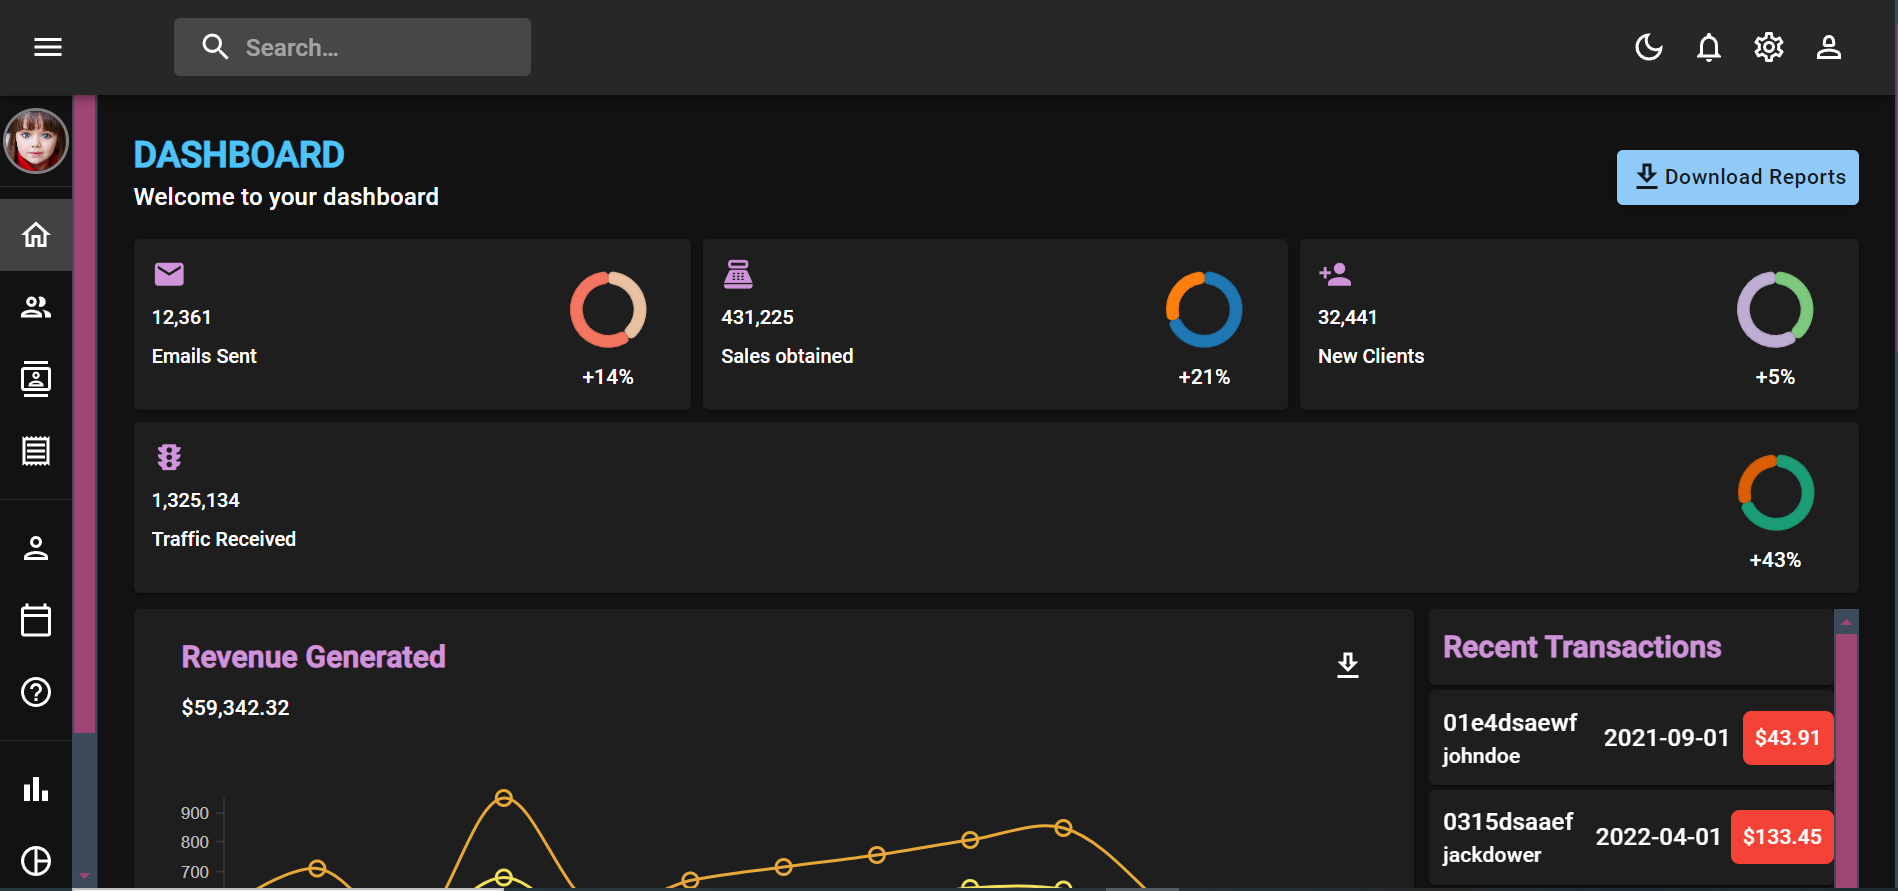 Search...
DASHBOARD
Welcome to your dashboard
Download Reports
12,361
Emails Sent
+14%
431,225
Sales obtained
+21%
32,441
New Clients
+5%
1,325,134
Traffic Received
+43%
Revenue Generated
$59,342.32
900
800
700
Recent Transactions
01e4dsaewf
johndoe
2021-09-01
$43.91
0315dsaaef
jackdower
2022-04-01
$133.45